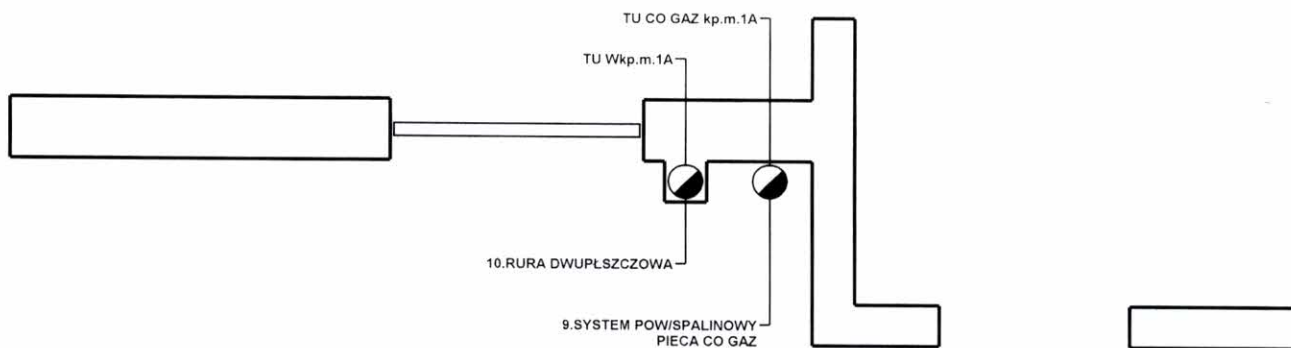 TU CO GAZ kp.m.1A
TU Wkp.m.1A
10.RURA DWUPŁSZCZOWA
9.SYSTEM POW/SPALINOWY
PIECA CO GAZ